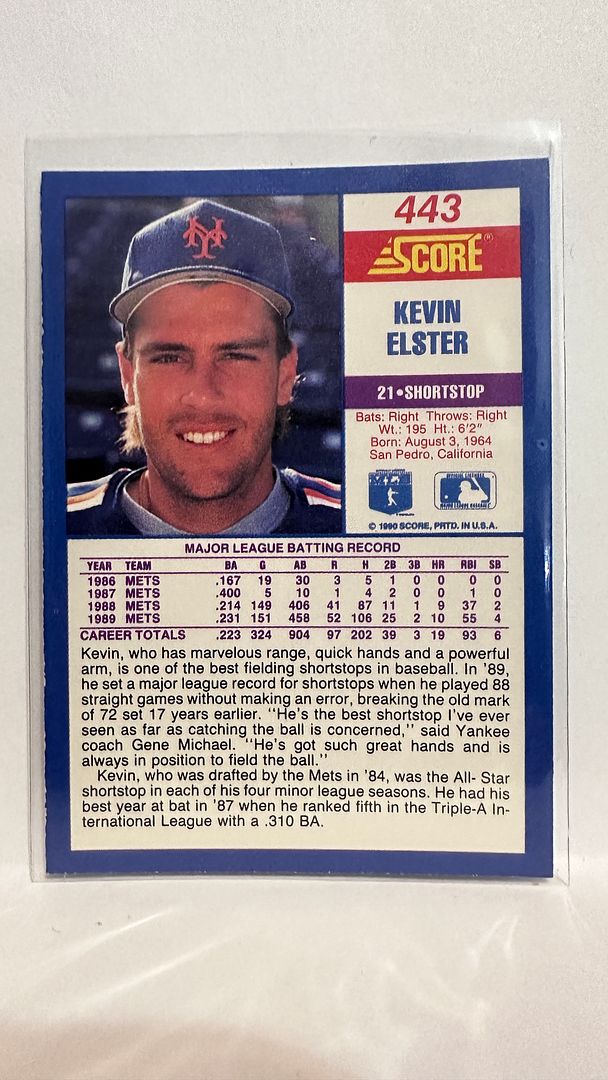 NY
443
SCORE®
KEVIN
ELSTER
21•SHORTSTOP
Bats: Right Throws: Right
Wt.: 195 Ht.: 6'2"
Born: August 3, 1964
San Pedro, California
© 1990 SCORE, PRTD. IN U.S.A.
MAJOR LEAGUE BATTING RECORD
YEAR TEAM BA G AB R H 2B 3B HR RBI SB
1986 METS .167 19 30 3 5 1 0 0 0 0
1987 METS .400 5 10 1 4 2 0 0 1 0
1988 METS .214 149 406 41 87 11 1 9 37 2
1989 METS .231 151 458 52 106 25 2 10 55 4
CAREER TOTALS .223 324 904 97 202 39 3 19 93 6
Kevin, who has marvelous range, quick hands and a powerful
arm, is one of the best fielding shortstops in baseball. In '89,
he set a major league record for shortstops when he played 88
straight games without making an error, breaking the old mark
of 72 set 17 years earlier. "He's the best shortstop I've ever
seen as far as catching the ball is concerned," said Yankee
coach Gene Michael. "He's got such great hands and is
always in position to field the ball."
Kevin, who was drafted by the Mets in '84, was the All- Star
shortstop in each of his four minor league seasons. He had his
best year at bat in '87 when he ranked fifth in the Triple-A In-
ternational League with a .310 BA.